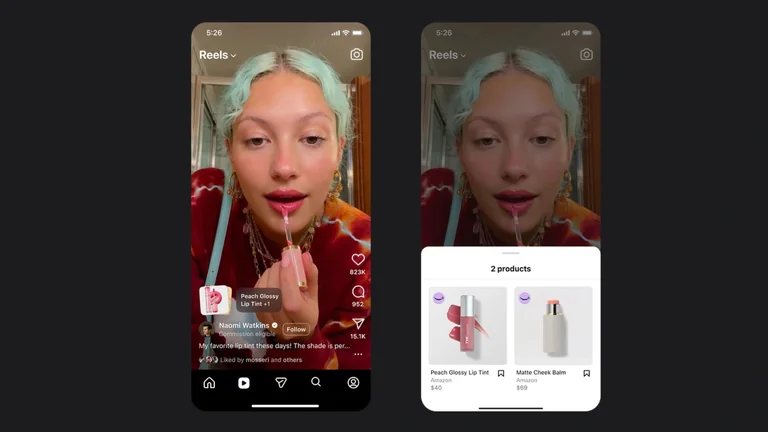 5:26
Reels
823K
952
Peach Glossy
Lip Tint +1
Naomi Watkins
Follow
Commission eligible
15.1K
My favorite lip tint these days! The shade is per...
Liked by mosseri and others
5:26
Reels
2 products
Peach Glossy Lip Tint
Amazon
$40
Matte Cheek Balm
Amazon
$69